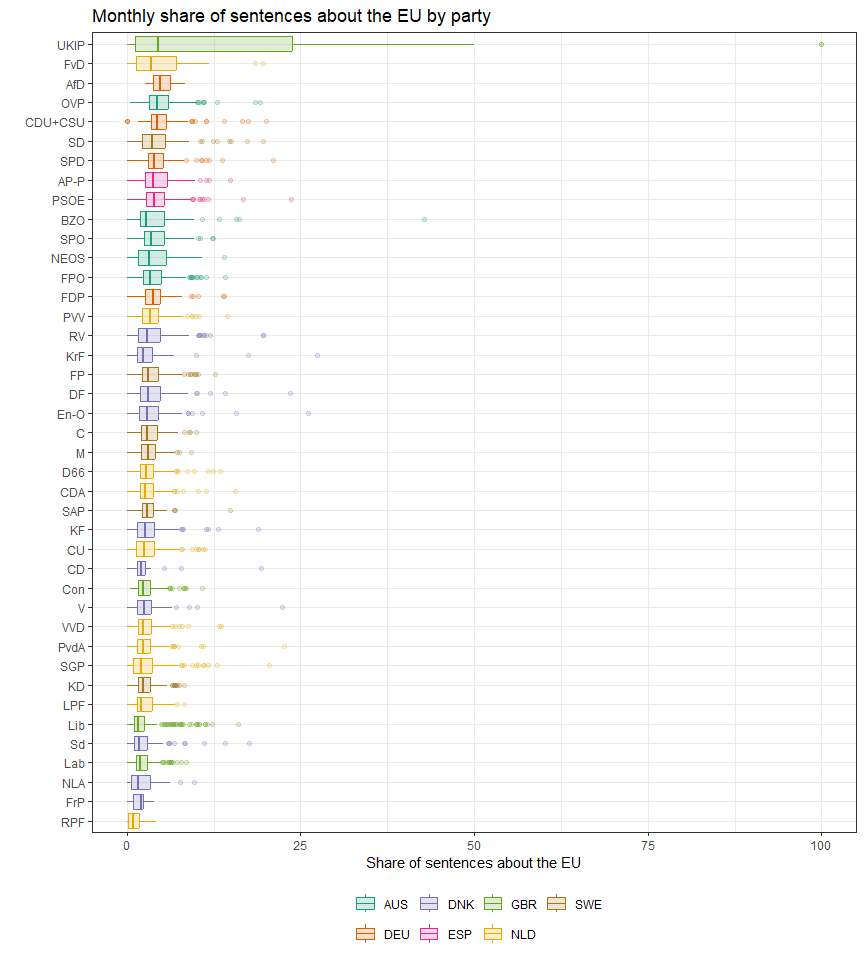 Monthly share of sentences about the EU by party
UKIP
FvD
AfD
OVP
CDU+CSU
SD
SPD
AP-P
PSOE
BZO
SPO
NEOS
FPO
FDP
PVV
RV
KrF
FP
DF
En-O
C
M
D66
CDA
SAP
KF
CU
CD
Con
V
VVD
PvdA
SGP
KD
LPF
Lib
Sd
Lab
NLA
FrP
RPF
0 25 50 75 100
Share of sentences about the EU
AUS DNK GBR SWE
DEU ESP NLD